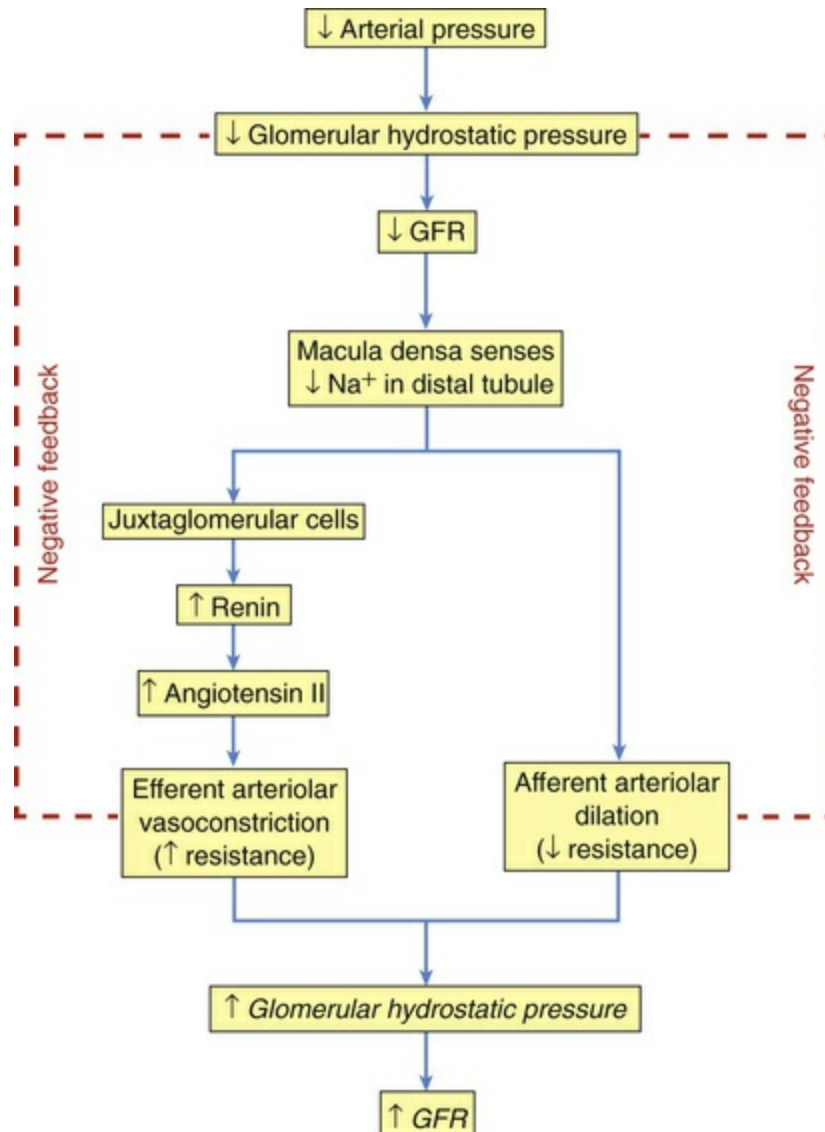 ↓ Arterial pressure
↓ Glomerular hydrostatic pressure
↓ GFR
Macula densa senses
↓ Na⁺ in distal tubule
Negative feedback
Negative feedback
Juxtaglomerular cells
↑ Renin
↑ Angiotensin II
Efferent arteriolar
vasoconstriction
(↑ resistance)
Afferent arteriolar
dilation
(↓ resistance)
↑ Glomerular hydrostatic pressure
↑ GFR